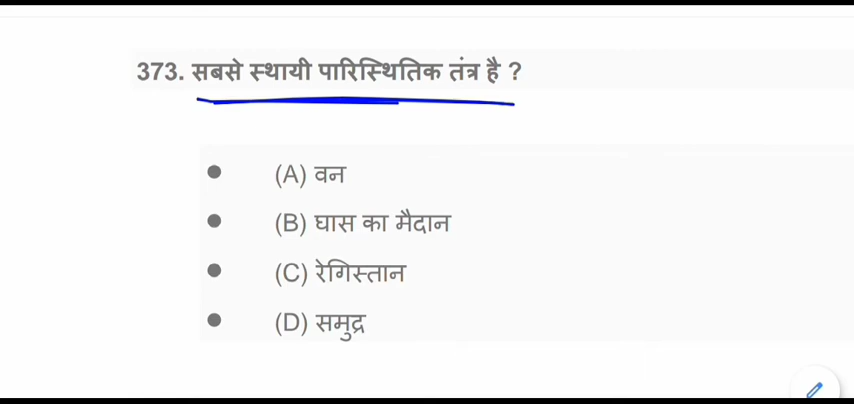 373. सबसे स्थायी पारिस्थितिक तंत्र है ?
(A) वन
(B) घास का मैदान
(C) रेगिस्तान
(D) समुद्र